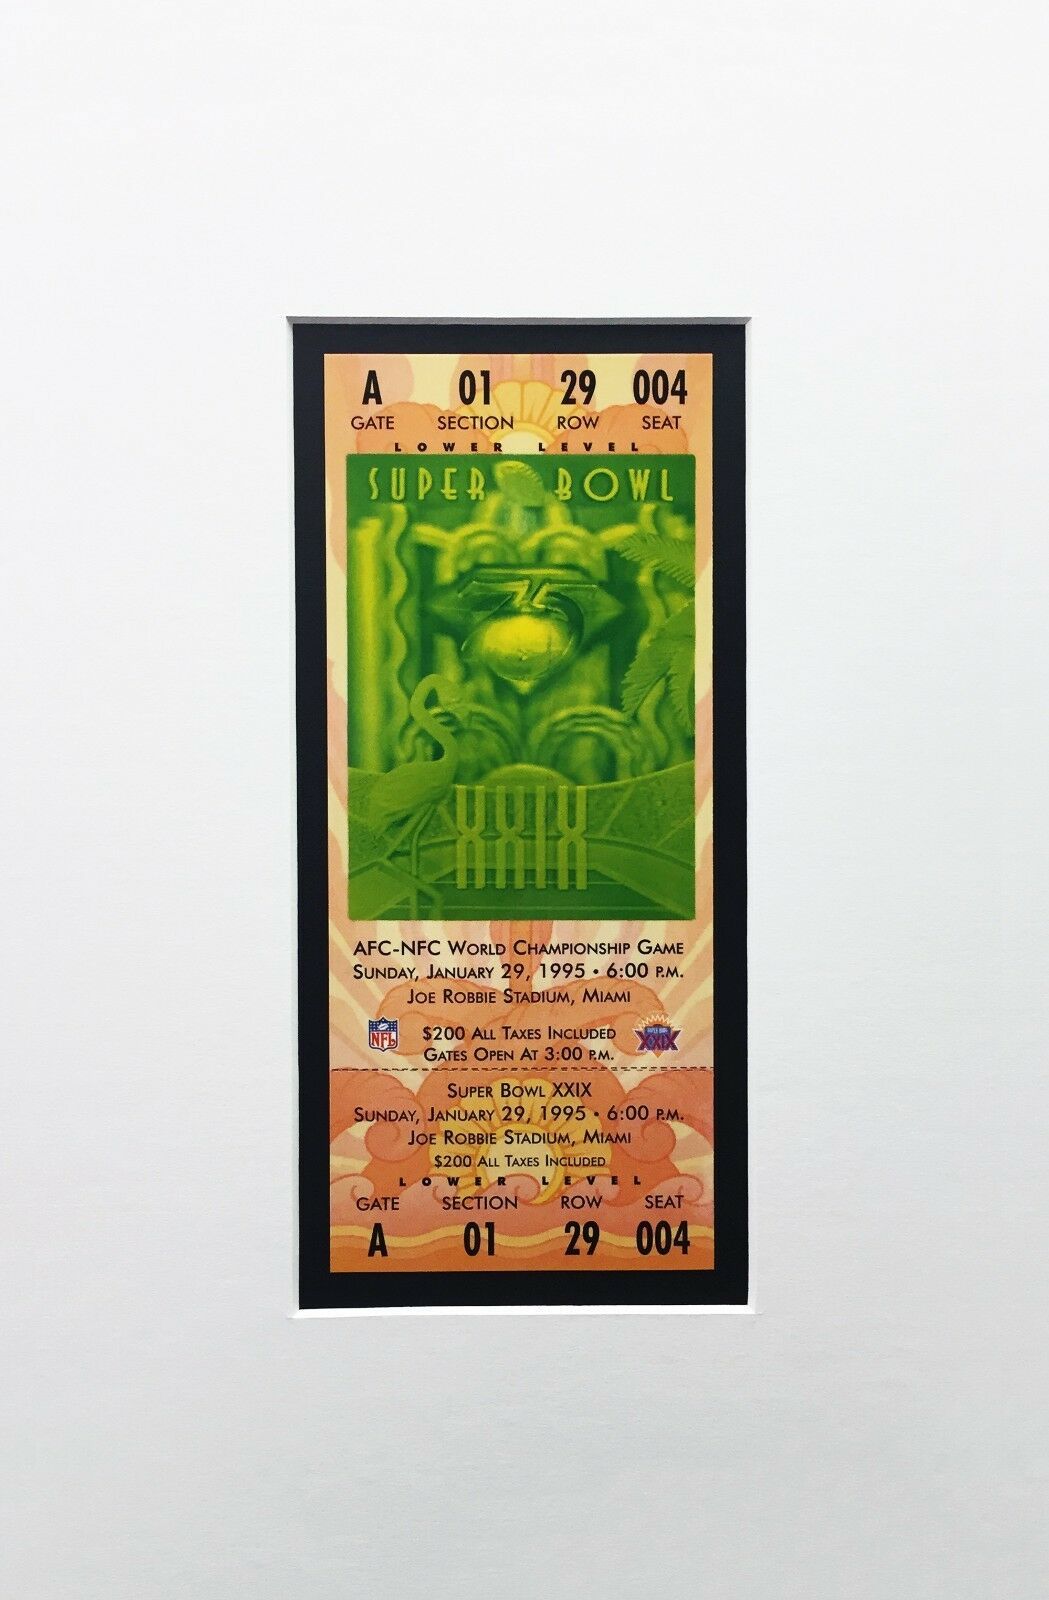 A 01 29 004
GATE SECTION ROW SEAT
LOWER LEVEL
SUPER BOWL
75
XXIX
AFC-NFC WORLD CHAMPIONSHIP GAME
SUNDAY, JANUARY 29, 1995 • 6:00 P.M.
JOE ROBBIE STADIUM, MIAMI
$200 ALL TAXES INCLUDED
GATES OPEN AT 3:00 P.M.
NFL
SUPER BOWL
XXIX
SUPER BOWL XXIX
SUNDAY, JANUARY 29, 1995 • 6:00 P.M.
JOE ROBBIE STADIUM, MIAMI
$200 ALL TAXES INCLUDED
LOWER LEVEL
GATE SECTION ROW SEAT
A 01 29 004